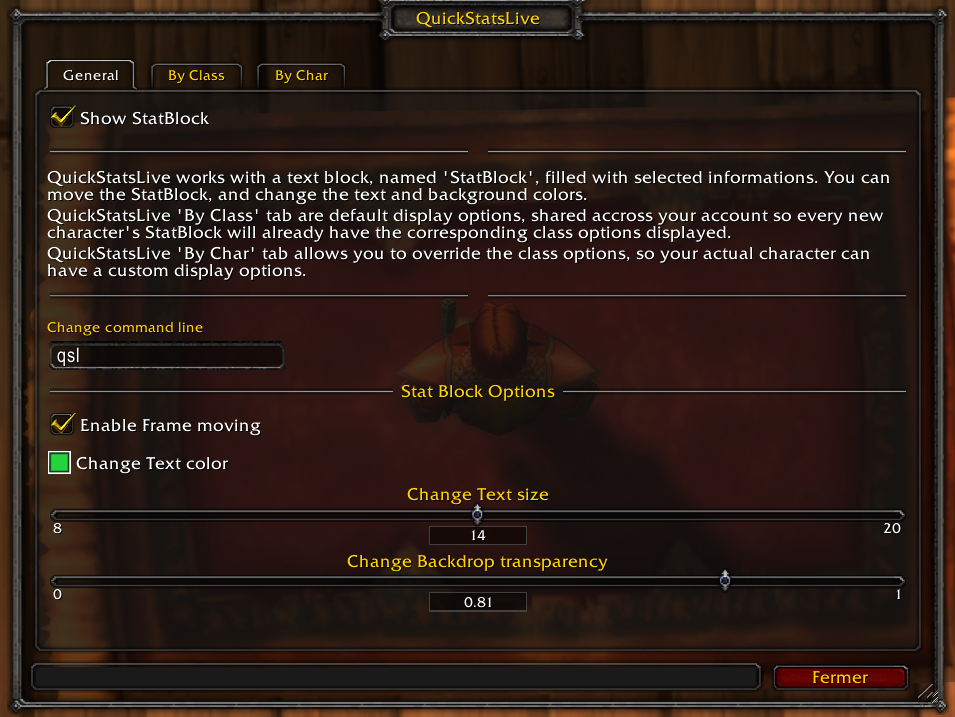 QuickStatsLive
General By Class By Char
Show StatBlock
QuickStatsLive works with a text block, named 'StatBlock', filled with selected informations. You can
move the StatBlock, and change the text and background colors.
QuickStatsLive 'By Class' tab are default display options, shared accross your account so every new
character's StatBlock will already have the corresponding class options displayed.
QuickStatsLive 'By Char' tab allows you to override the class options, so your actual character can
have a custom display options.
Change command line
qsl
Stat Block Options
Enable Frame moving
Change Text color
Change Text size
8 20
14
Change Backdrop transparency
0 1
0.81
Fermer